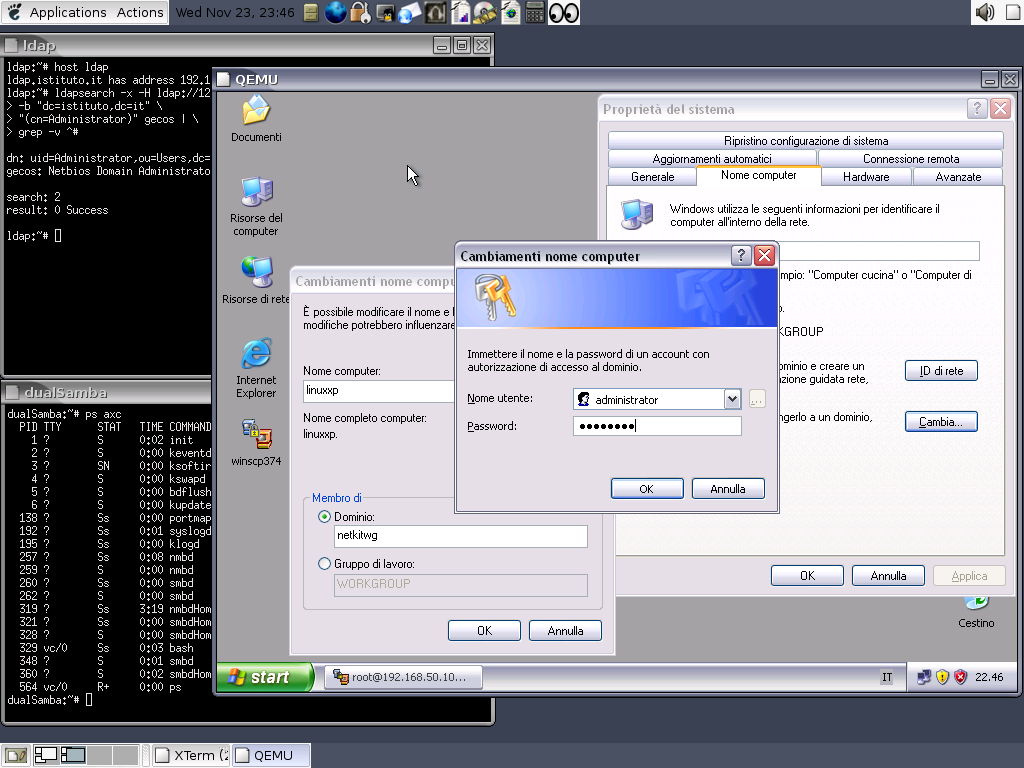 Applications Actions Wed Nov 23, 23:46
ldap
ldap:~# host ldap
ldap.istituto.it has address 192.1
ldap:~# ldapsearch -x -H ldap://12
> -b "dc=istituto,dc=it" \
> "(cn=Administrator)" gecos | \
> grep -v ^#
dn: uid=Administrator,ou=Users,dc=
gecos: Netbios Domain Administrato
search: 2
result: 0 Success
ldap:~#
dualSamba
dualSamba:~# ps axc
PID TTY STAT TIME COMMAND
1 ? S 0:02 init
2 ? S 0:00 keventd
3 ? SN 0:00 ksoftir
4 ? S 0:00 kswapd
5 ? S 0:00 bdflush
6 ? S 0:00 kupdate
138 ? Ss 0:00 portmap
192 ? Ss 0:01 syslogd
195 ? Ss 0:00 klogd
257 ? Ss 0:08 nmbd
259 ? S 0:00 nmbd
260 ? Ss 0:00 smbd
262 ? S 0:00 smbd
319 ? Ss 3:19 nmbdHom
321 ? Ss 0:00 smbdHom
328 ? S 0:00 smbdHom
329 vc/0 Ss 0:03 bash
348 ? S 0:01 smbd
360 ? S 0:02 smbdHom
564 vc/0 R+ 0:00 ps
dualSamba:~#
QEMU
Documenti
Risorse del
computer
Risorse di rete
Internet
Explorer
winscp374
Cestino
Proprietà del sistema
Ripristino configurazione di sistema
Aggiornamenti automatici Connessione remota
Generale Nome computer Hardware Avanzate
Windows utilizza le seguenti informazioni per identificare il
computer all'interno della rete.
mpio: "Computer cucina" o "Computer di
KGROUP
ominio e creare un
azione guidata rete,
ID di rete
ngerlo a un dominio,
Cambia...
OK Annulla Applica
Cambiamenti nome compu
È possibile modificare il nome e l
modifiche potrebbero influenzare
Nome computer:
linuxxp
Nome completo computer:
linuxxp.
Membro di
Dominio:
netkitwg
Gruppo di lavoro:
WORKGROUP
OK Annulla
Cambiamenti nome computer
Immettere il nome e la password di un account con
autorizzazione di accesso al dominio.
Nome utente: administrator ...
Password: ●●●●●●●●
OK Annulla
start root@192.168.50.10... IT 22.46
XTerm (2 QEMU